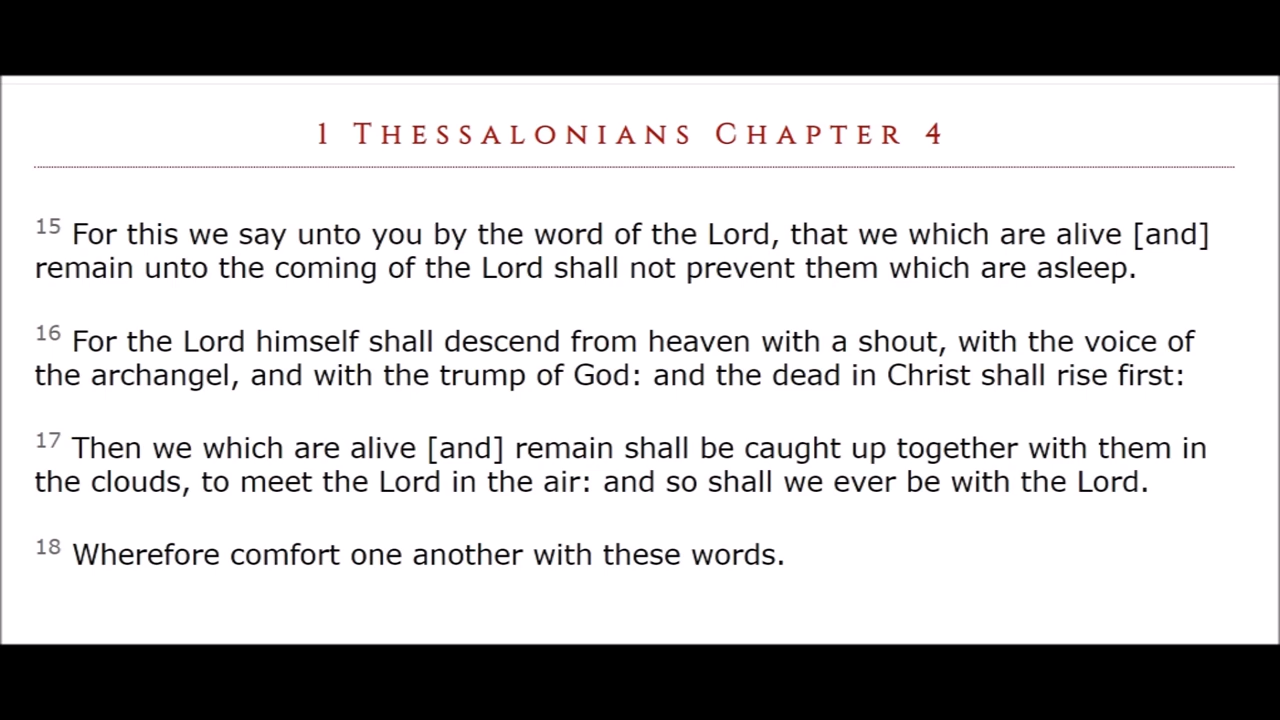 1 Thessalonians Chapter 4
15 For this we say unto you by the word of the Lord, that we which are alive [and]
remain unto the coming of the Lord shall not prevent them which are asleep.
16 For the Lord himself shall descend from heaven with a shout, with the voice of
the archangel, and with the trump of God: and the dead in Christ shall rise first:
17 Then we which are alive [and] remain shall be caught up together with them in
the clouds, to meet the Lord in the air: and so shall we ever be with the Lord.
18 Wherefore comfort one another with these words.